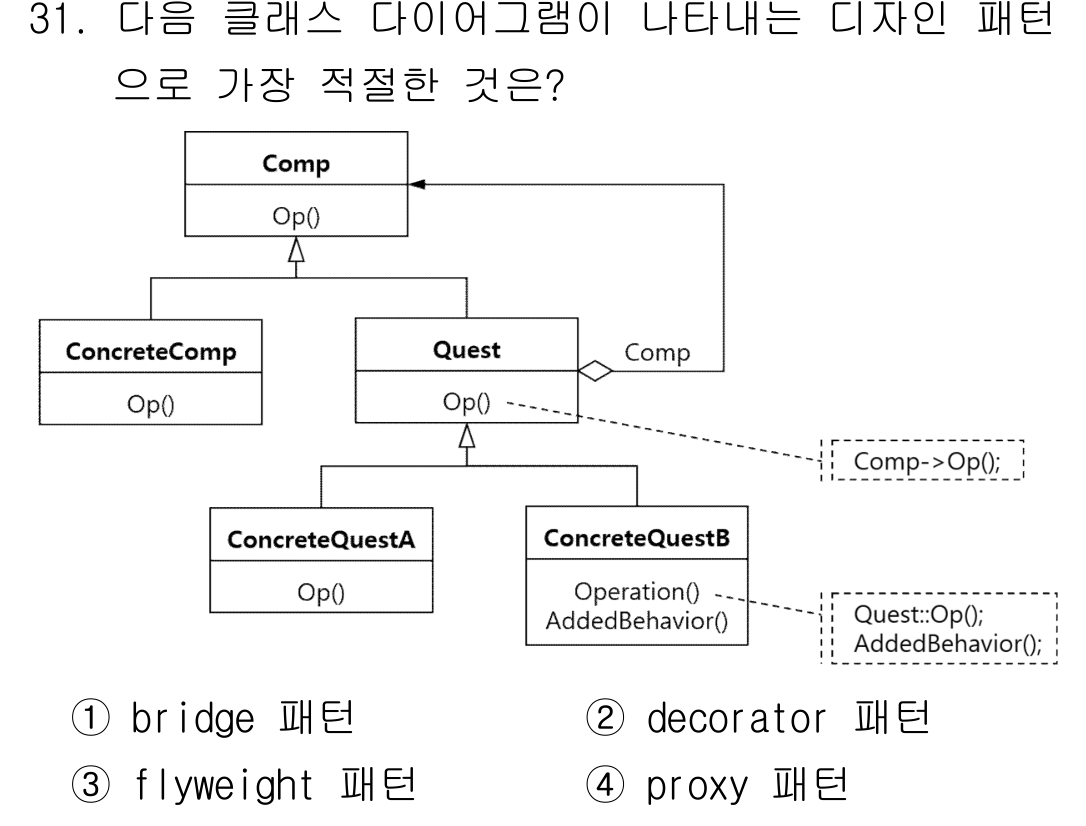 31. 다음 클래스 다이어그램이 나타내는 디자인 패턴
으로 가장 적절한 것은?
Comp
Op()
ConcreteComp
Op()
Quest
Op()
Comp
Comp->Op();
ConcreteQuestA
Op()
ConcreteQuestB
Operation()
AddedBehavior()
Quest::Op();
AddedBehavior();
① bridge 패턴
② decorator 패턴
③ flyweight 패턴
④ proxy 패턴